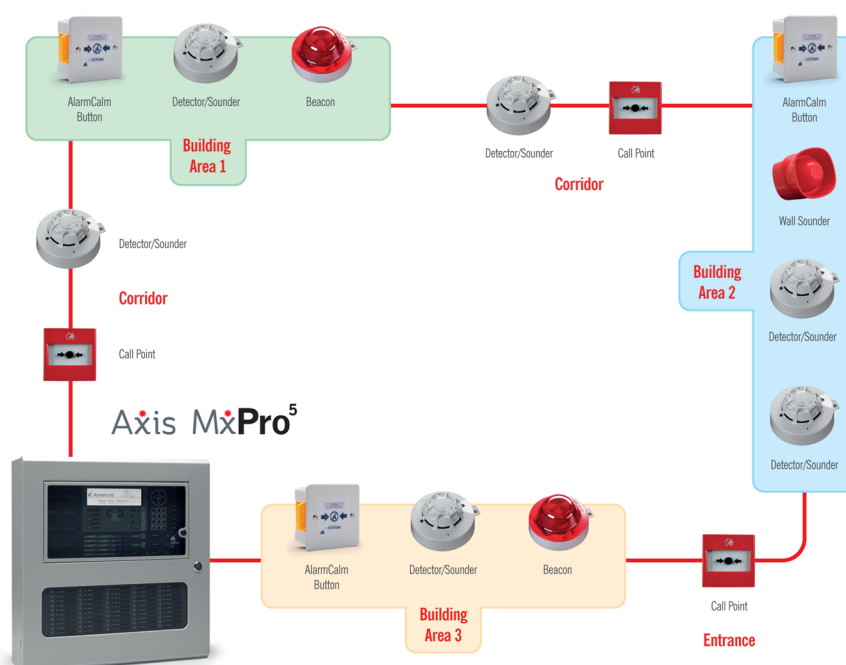 AlarmCalm
Button
Detector/Sounder
Beacon
Building
Area 1
Detector/Sounder
Call Point
Corridor
AlarmCalm
Button
Wall Sounder
Building
Area 2
Detector/Sounder
Detector/Sounder
Detector/Sounder
Corridor
Call Point
Axis MxPro5
Advanced
AlarmCalm
Button
Detector/Sounder
Beacon
Building
Area 3
Call Point
Entrance